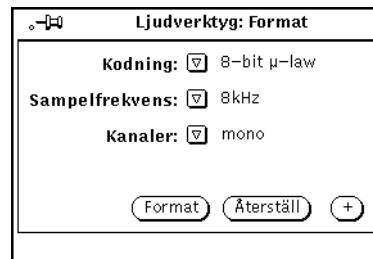 Ljudverktyg: Format
Kodning: 8-bit μ-law
Sampelfrekvens: 8kHz
Kanaler: mono
Format Återställ +